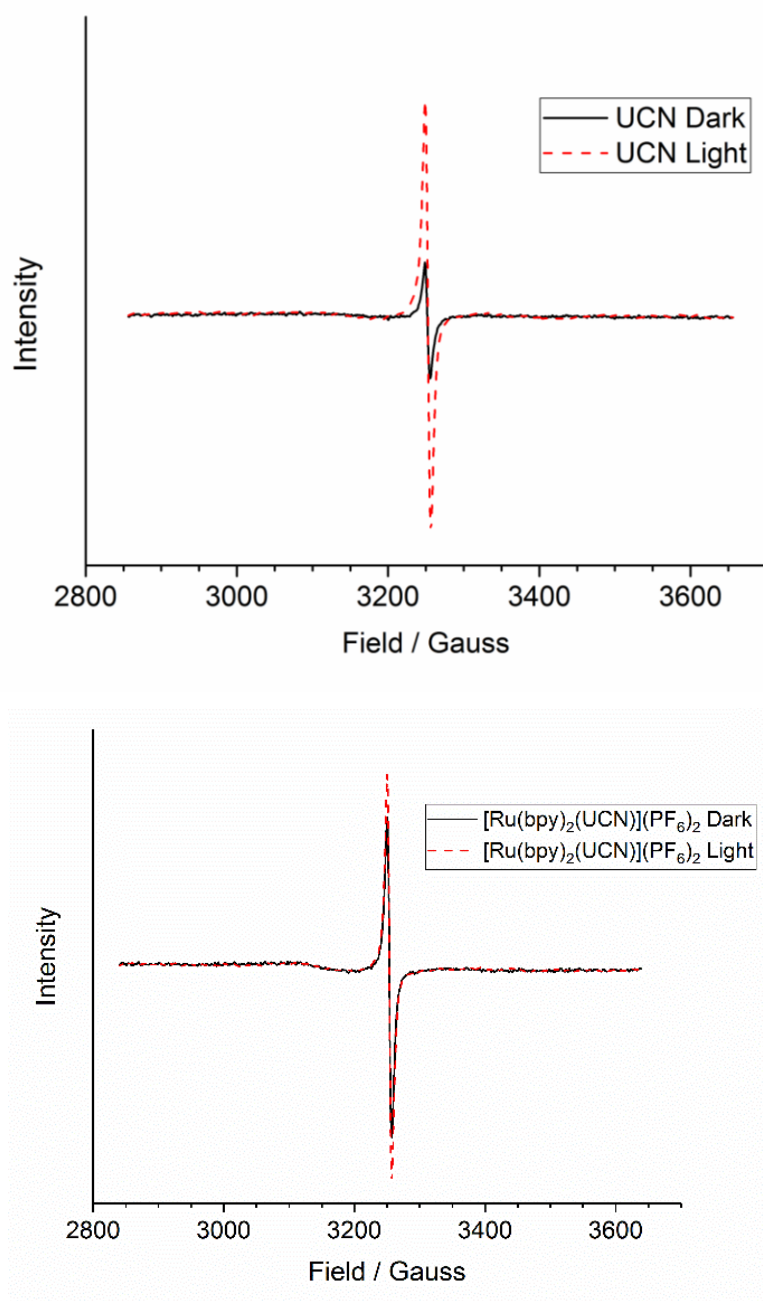 UCN Dark
UCN Light
Intensity
2800 3000 3200 3400 3600
Field / Gauss
[Ru(bpy)₂(UCN)](PF₆)₂ Dark
[Ru(bpy)₂(UCN)](PF₆)₂ Light
Intensity
2800 3000 3200 3400 3600
Field / Gauss